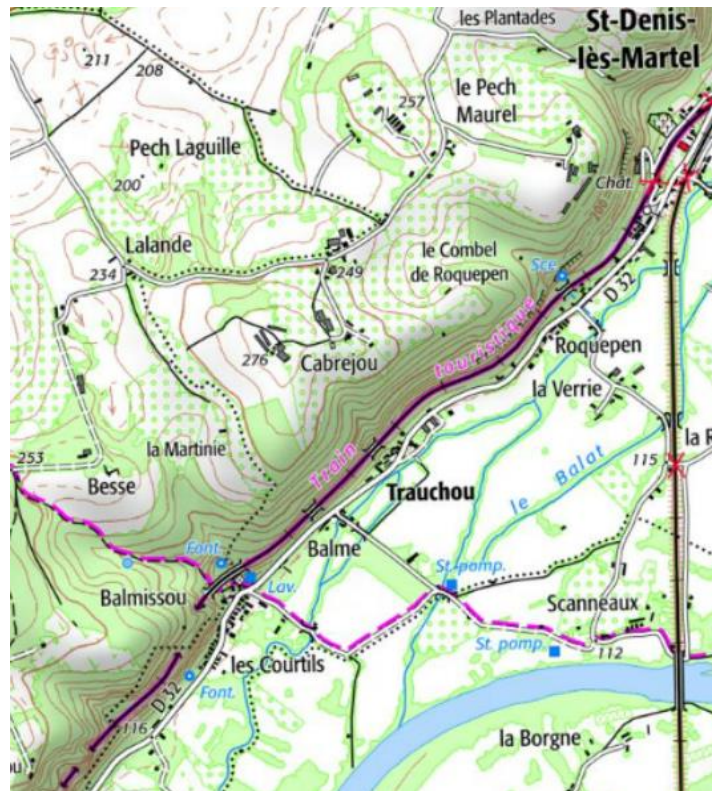 les Plantades
St-Denis-
-lès-Martel
211
208
257
le Pech
Maurel
Pech Laguille
200
Chât.
Lalande
234
249
le Combel
de Roquepen
Sce
D 32
touristique
276
Cabrejou
Roquepen
la Verrie
la Martinie
Train
253
Besse
le Balat
115
la R
Trauchou
Font.
Balme
Lav.
St. pomp.
Balmissou
Scanneaux
les Courtils
St. pomp.
112
Font.
D 32
116
la Borgne
ou